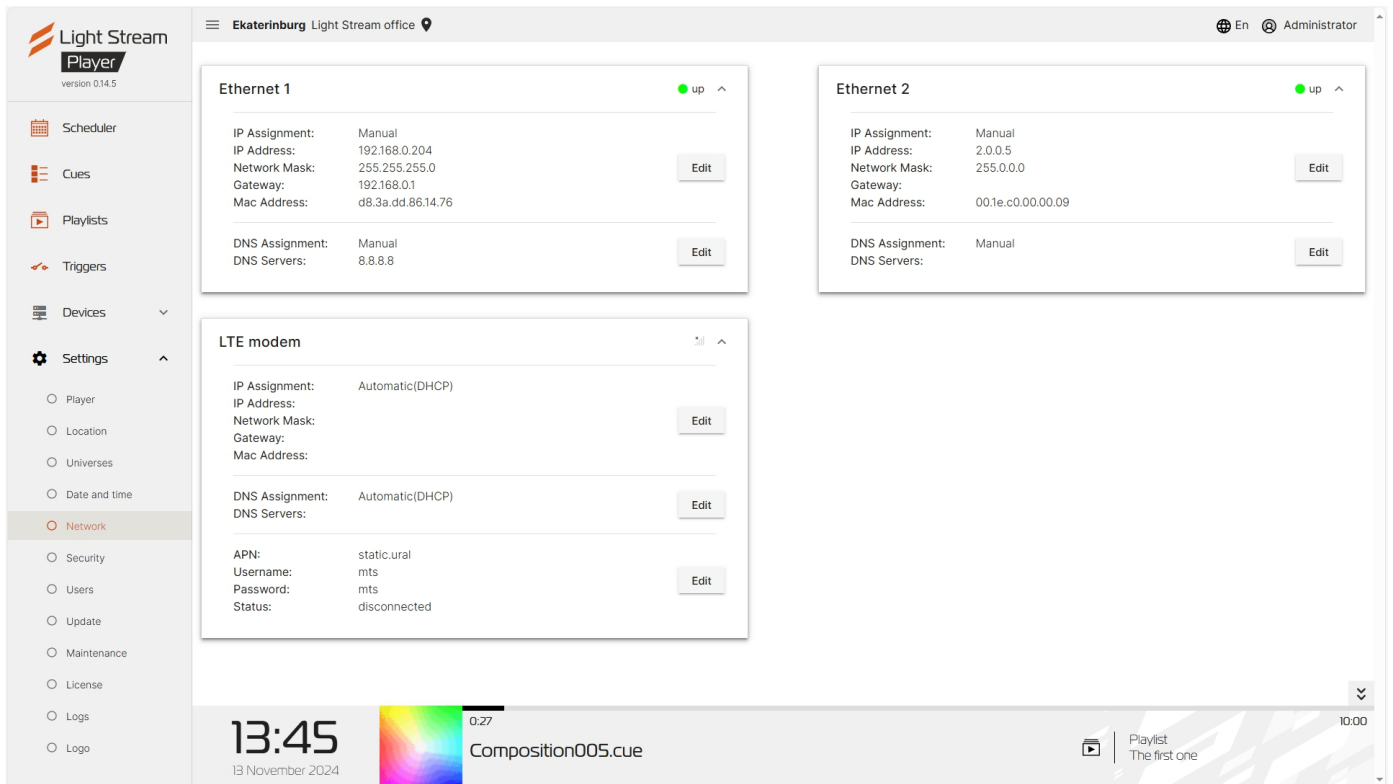 Light Stream
Player
version 0.14.5
Ekaterinburg Light Stream office
En Administrator
Scheduler
Cues
Playlists
Triggers
Devices
Settings
Player
Location
Universes
Date and time
Network
Security
Users
Update
Maintenance
License
Logs
Logo
Ethernet 1 up
IP Assignment: Manual
IP Address: 192.168.0.204
Network Mask: 255.255.255.0
Gateway: 192.168.0.1
Mac Address: d8.3a.dd.86.14.76
Edit
DNS Assignment: Manual
DNS Servers: 8.8.8.8
Edit
Ethernet 2 up
IP Assignment: Manual
IP Address: 2.0.0.5
Network Mask: 255.0.0.0
Gateway:
Mac Address: 00.1e.c0.00.00.09
Edit
DNS Assignment: Manual
DNS Servers:
Edit
LTE modem
IP Assignment: Automatic(DHCP)
IP Address:
Network Mask:
Gateway:
Mac Address:
Edit
DNS Assignment: Automatic(DHCP)
DNS Servers:
Edit
APN: static.ural
Username: mts
Password: mts
Status: disconnected
Edit
13:45
13 November 2024
0:27
10:00
Composition005.cue
Playlist
The first one